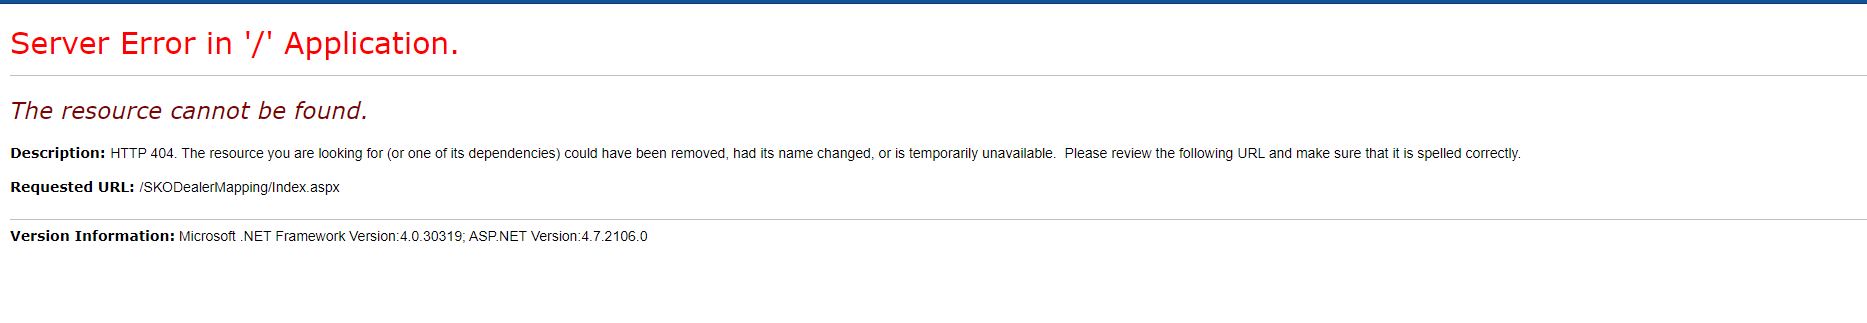 Server Error in '/' Application.
The resource cannot be found.
Description: HTTP 404. The resource you are looking for (or one of its dependencies) could have been removed, had its name changed, or is temporarily unavailable.  Please review the following URL and make sure that it is spelled correctly.
Requested URL: /SKODealerMapping/Index.aspx
Version Information: Microsoft .NET Framework Version:4.0.30319; ASP.NET Version:4.7.2106.0